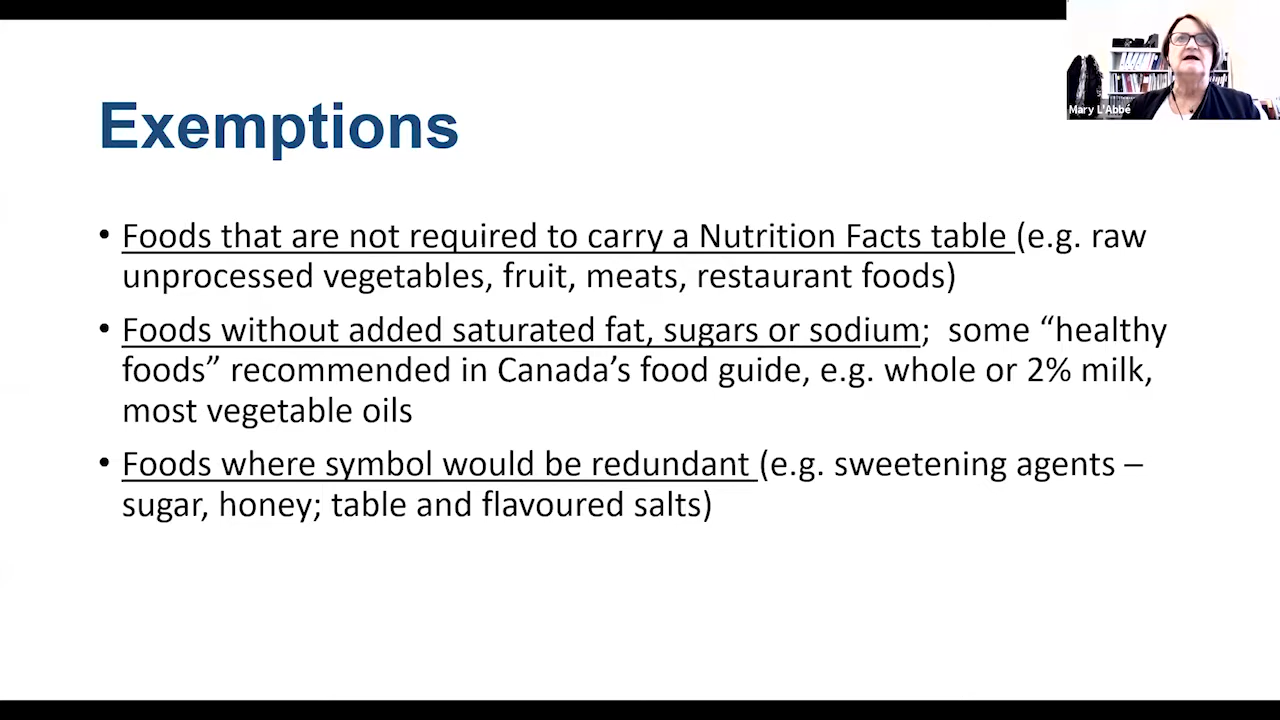 Mary L'Abbé
Exemptions
• Foods that are not required to carry a Nutrition Facts table (e.g. raw
unprocessed vegetables, fruit, meats, restaurant foods)
• Foods without added saturated fat, sugars or sodium;  some “healthy
foods” recommended in Canada’s food guide, e.g. whole or 2% milk,
most vegetable oils
• Foods where symbol would be redundant (e.g. sweetening agents –
sugar, honey; table and flavoured salts)